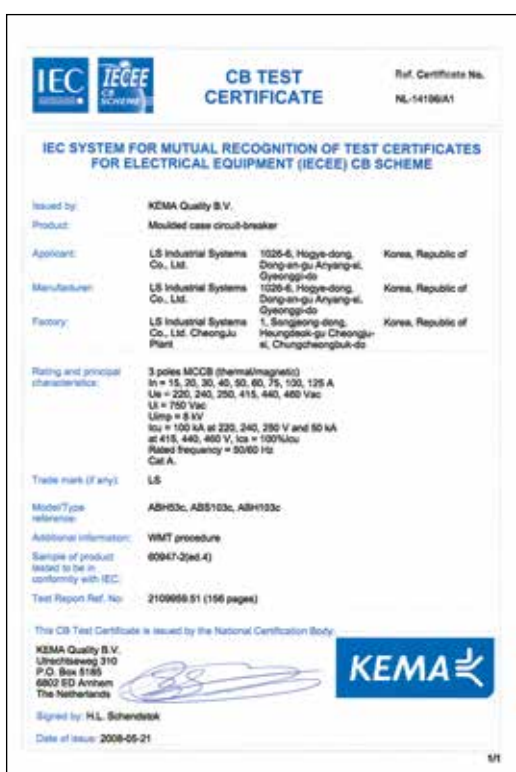 IEC
IECEE
CB
SCHEME
CB TEST
CERTIFICATE
Ref. Certificate No.
NL-14186/A1
IEC SYSTEM FOR MUTUAL RECOGNITION OF TEST CERTIFICATES
FOR ELECTRICAL EQUIPMENT (IECEE) CB SCHEME
Issued by: KEMA Quality B.V.
Product: Moulded case circuit-breaker
Applicant: LS Industrial Systems 1026-6, Hogye-dong, Korea, Republic of
Co., Ltd. Dong-an-gu Anyang-si,
Gyeonggi-do
Manufacturer: LS Industrial Systems 1026-6, Hogye-dong, Korea, Republic of
Co., Ltd. Dong-an-gu Anyang-si,
Gyeonggi-do
Factory: LS Industrial Systems 1, Songjeong-dong, Korea, Republic of
Co., Ltd. CheongJu Heungdeok-gu Cheongju-
Plant si, Chungcheongbuk-do
Rating and principal 3 poles MCCB (thermal/magnetic)
characteristics: In = 15, 20, 30, 40, 50, 60, 75, 100, 125 A
Ue = 220, 240, 250, 415, 440, 460 Vac
Ui = 750 Vac
Uimp = 8 kV
Icu = 100 kA at 220, 240, 250 V and 50 kA
at 415, 440, 460 V, Ics = 100%Icu
Rated frequency = 50/60 Hz
Cat A.
Trade mark (if any): LS
Model/Type ABH53c, ABS103c, ABH103c
reference:
Additional information: WMT procedure
Sample of product 60947-2(ed.4)
tested to be in
conformity with IEC:
Test Report Ref. No: 2109959.51 (156 pages)
This CB Test Certificate is issued by the National Certification Body:
KEMA Quality B.V.
Utrechtseweg 310
P.O. Box 5185
6802 ED Arnhem
The Netherlands
KEMA
Signed by: H.L. Schendstok
Date of issue: 2008-05-21
1/1